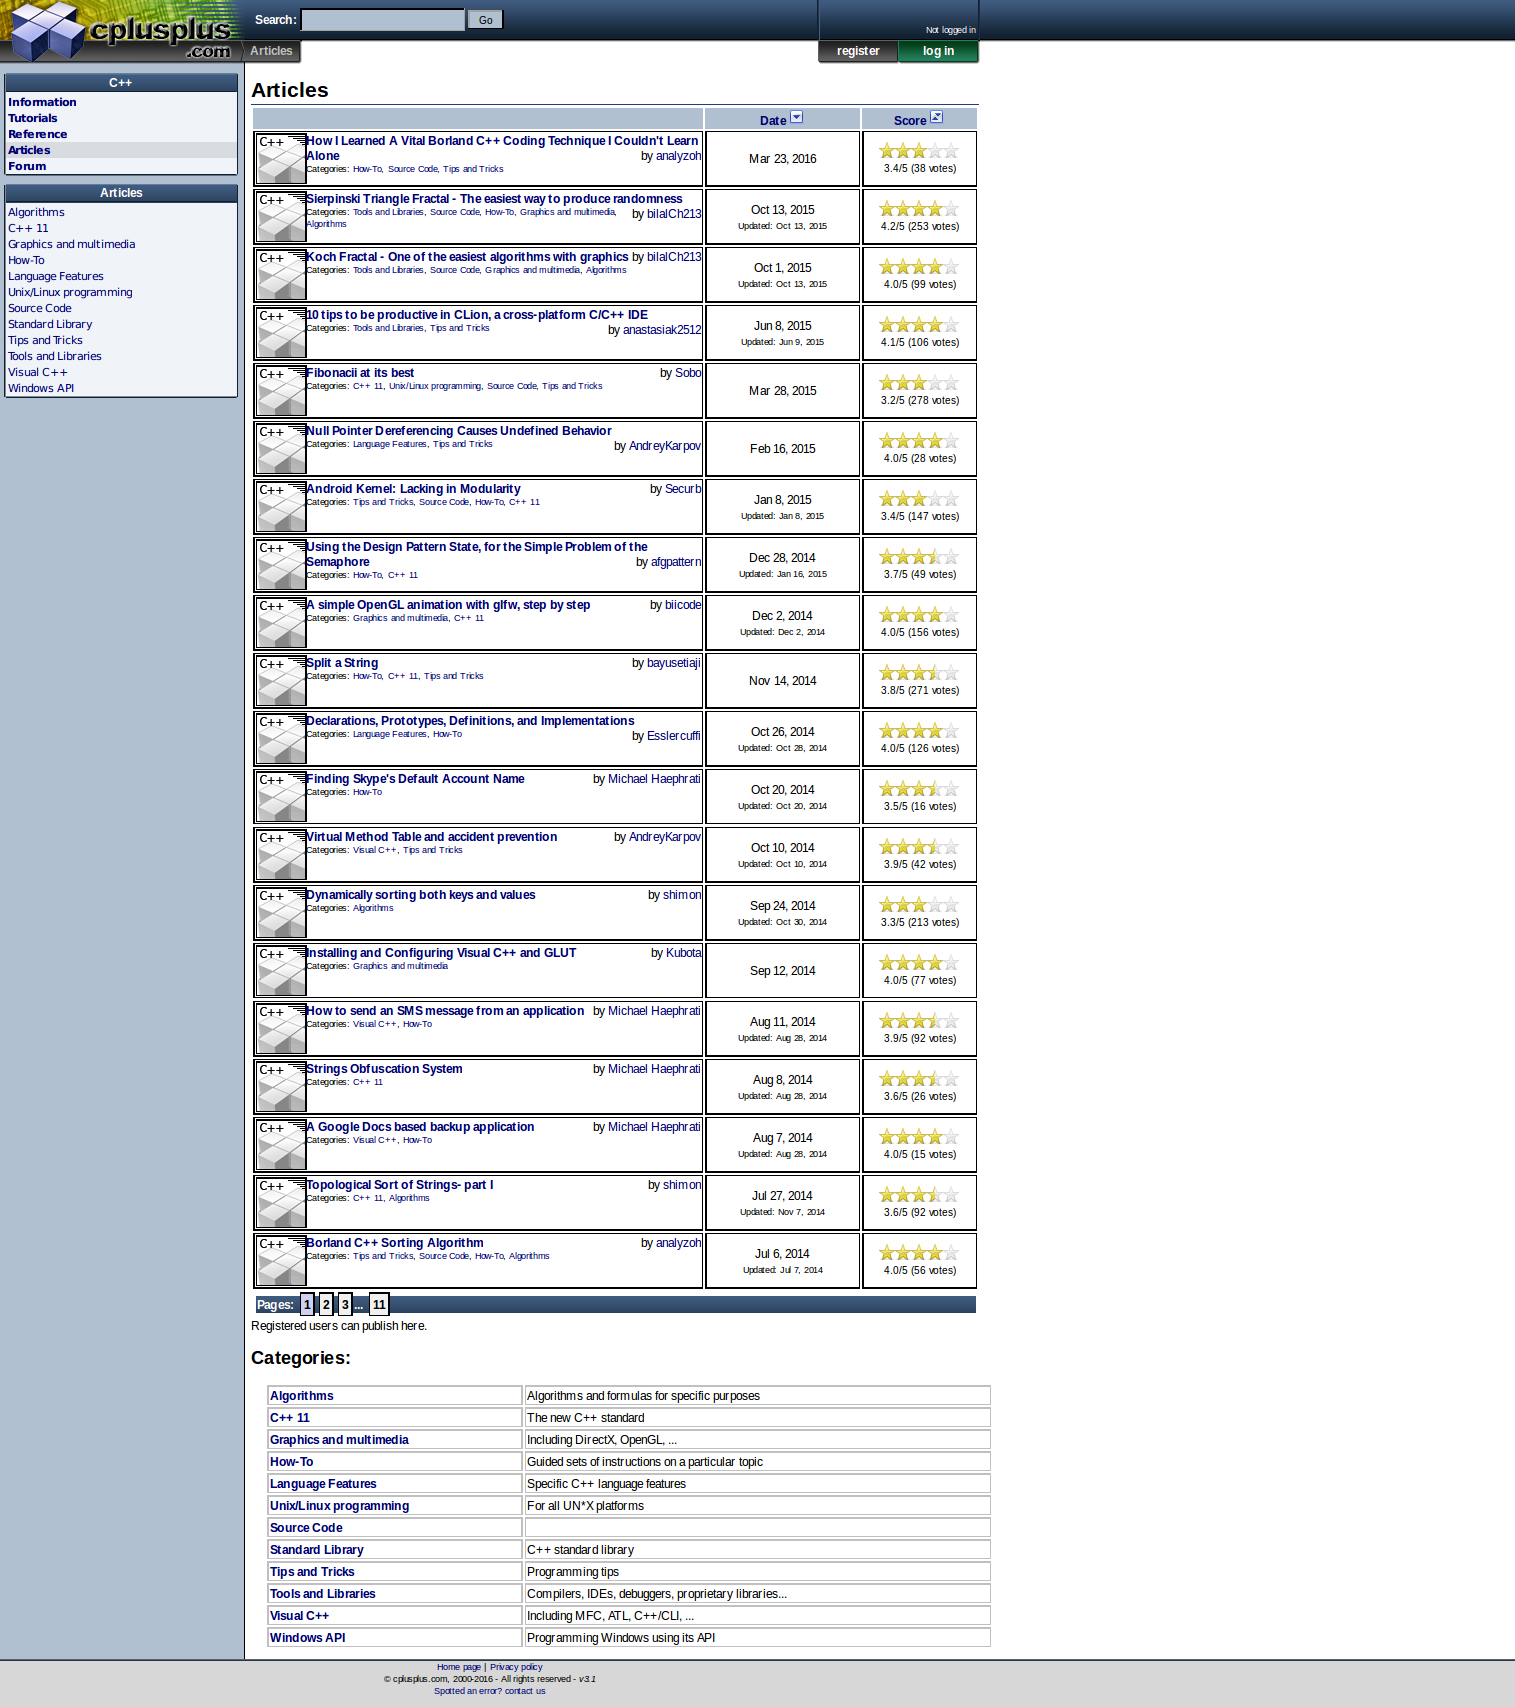 cplusplus
.com
Search:
Go
Not logged in
Articles
register
log in
C++
Information
Tutorials
Reference
Articles
Forum
Articles
Algorithms
C++ 11
Graphics and multimedia
How-To
Language Features
Unix/Linux programming
Source Code
Standard Library
Tips and Tricks
Tools and Libraries
Visual C++
Windows API
Articles
Date
Score
C++
How I Learned A Vital Borland C++ Coding Technique I Couldn't Learn
Alone
by analyzoh
Categories: How-To, Source Code, Tips and Tricks
Mar 23, 2016
3.4/5 (38 votes)
C++
Sierpinski Triangle Fractal - The easiest way to produce randomness
by bilalCh213
Categories: Tools and Libraries, Source Code, How-To, Graphics and multimedia,
Algorithms
Oct 13, 2015
Updated: Oct 13, 2015
4.2/5 (253 votes)
C++
Koch Fractal - One of the easiest algorithms with graphics by bilalCh213
Categories: Tools and Libraries, Source Code, Graphics and multimedia, Algorithms
Oct 1, 2015
Updated: Oct 13, 2015
4.0/5 (99 votes)
C++
10 tips to be productive in CLion, a cross-platform C/C++ IDE
by anastasiak2512
Categories: Tools and Libraries, Tips and Tricks
Jun 8, 2015
Updated: Jun 9, 2015
4.1/5 (106 votes)
C++
Fibonacii at its best
by Sobo
Categories: C++ 11, Unix/Linux programming, Source Code, Tips and Tricks
Mar 28, 2015
3.2/5 (278 votes)
C++
Null Pointer Dereferencing Causes Undefined Behavior
by AndreyKarpov
Categories: Language Features, Tips and Tricks
Feb 16, 2015
4.0/5 (28 votes)
C++
Android Kernel: Lacking in Modularity
by Securb
Categories: Tips and Tricks, Source Code, How-To, C++ 11
Jan 8, 2015
Updated: Jan 8, 2015
3.4/5 (147 votes)
C++
Using the Design Pattern State, for the Simple Problem of the
Semaphore
by afgpattern
Categories: How-To, C++ 11
Dec 28, 2014
Updated: Jan 16, 2015
3.7/5 (49 votes)
C++
A simple OpenGL animation with glfw, step by step
by biicode
Categories: Graphics and multimedia, C++ 11
Dec 2, 2014
Updated: Dec 2, 2014
4.0/5 (156 votes)
C++
Split a String
by bayusetiaji
Categories: How-To, C++ 11, Tips and Tricks
Nov 14, 2014
3.8/5 (271 votes)
C++
Declarations, Prototypes, Definitions, and Implementations
by Esslercuffi
Categories: Language Features, How-To
Oct 26, 2014
Updated: Oct 28, 2014
4.0/5 (126 votes)
C++
Finding Skype's Default Account Name
by Michael Haephrati
Categories: How-To
Oct 20, 2014
Updated: Oct 20, 2014
3.5/5 (16 votes)
C++
Virtual Method Table and accident prevention
by AndreyKarpov
Categories: Visual C++, Tips and Tricks
Oct 10, 2014
Updated: Oct 10, 2014
3.9/5 (42 votes)
C++
Dynamically sorting both keys and values
by shimon
Categories: Algorithms
Sep 24, 2014
Updated: Oct 30, 2014
3.3/5 (213 votes)
C++
Installing and Configuring Visual C++ and GLUT
by Kubota
Categories: Graphics and multimedia
Sep 12, 2014
4.0/5 (77 votes)
C++
How to send an SMS message from an application
by Michael Haephrati
Categories: Visual C++, How-To
Aug 11, 2014
Updated: Aug 28, 2014
3.9/5 (92 votes)
C++
Strings Obfuscation System
by Michael Haephrati
Categories: C++ 11
Aug 8, 2014
Updated: Aug 28, 2014
3.6/5 (26 votes)
C++
A Google Docs based backup application
by Michael Haephrati
Categories: Visual C++, How-To
Aug 7, 2014
Updated: Aug 28, 2014
4.0/5 (15 votes)
C++
Topological Sort of Strings- part I
by shimon
Categories: C++ 11, Algorithms
Jul 27, 2014
Updated: Nov 7, 2014
3.6/5 (92 votes)
C++
Borland C++ Sorting Algorithm
by analyzoh
Categories: Tips and Tricks, Source Code, How-To, Algorithms
Jul 6, 2014
Updated: Jul 7, 2014
4.0/5 (56 votes)
Pages: 1 2 3 ... 11
Registered users can publish here.
Categories:
Algorithms Algorithms and formulas for specific purposes
C++ 11 The new C++ standard
Graphics and multimedia Including DirectX, OpenGL, ...
How-To Guided sets of instructions on a particular topic
Language Features Specific C++ language features
Unix/Linux programming For all UN*X platforms
Source Code
Standard Library C++ standard library
Tips and Tricks Programming tips
Tools and Libraries Compilers, IDEs, debuggers, proprietary libraries...
Visual C++ Including MFC, ATL, C++/CLI, ...
Windows API Programming Windows using its API
Home page | Privacy policy
© cplusplus.com, 2000-2016 - All rights reserved - v3.1
Spotted an error? contact us